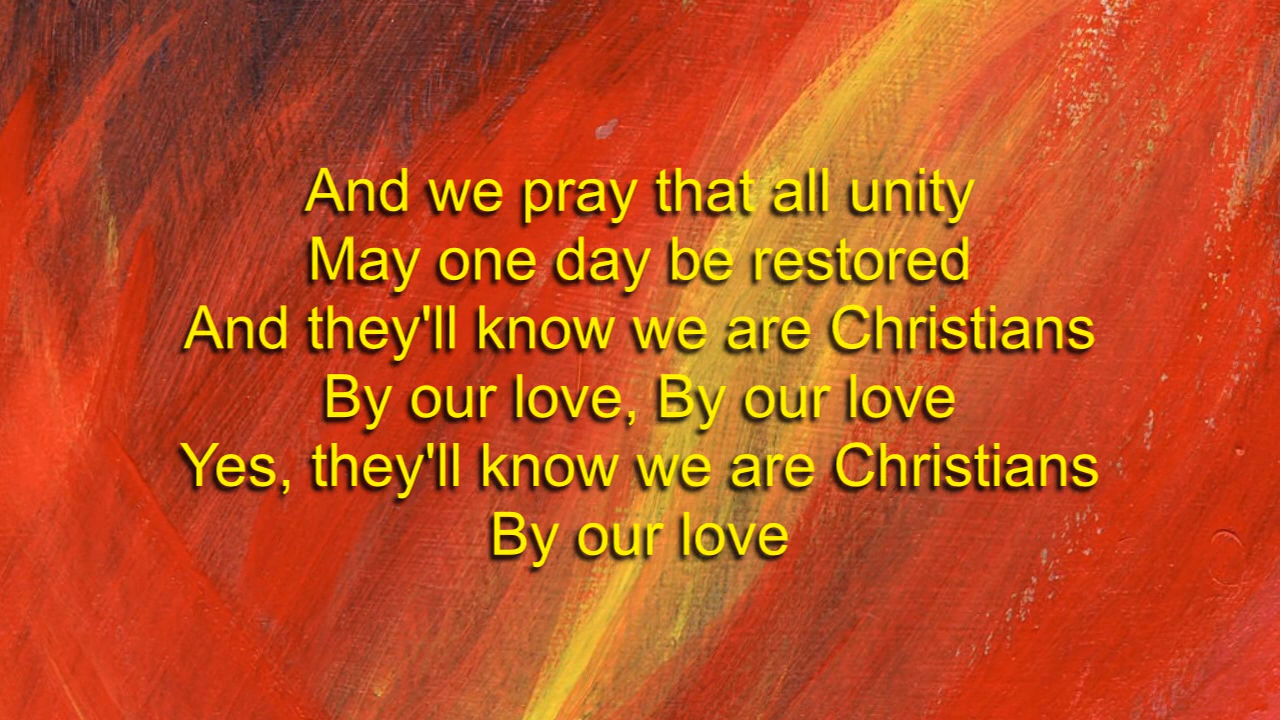 And we pray that all unity
May one day be restored
And they'll know we are Christians
By our love, By our love
Yes, they'll know we are Christians
By our love